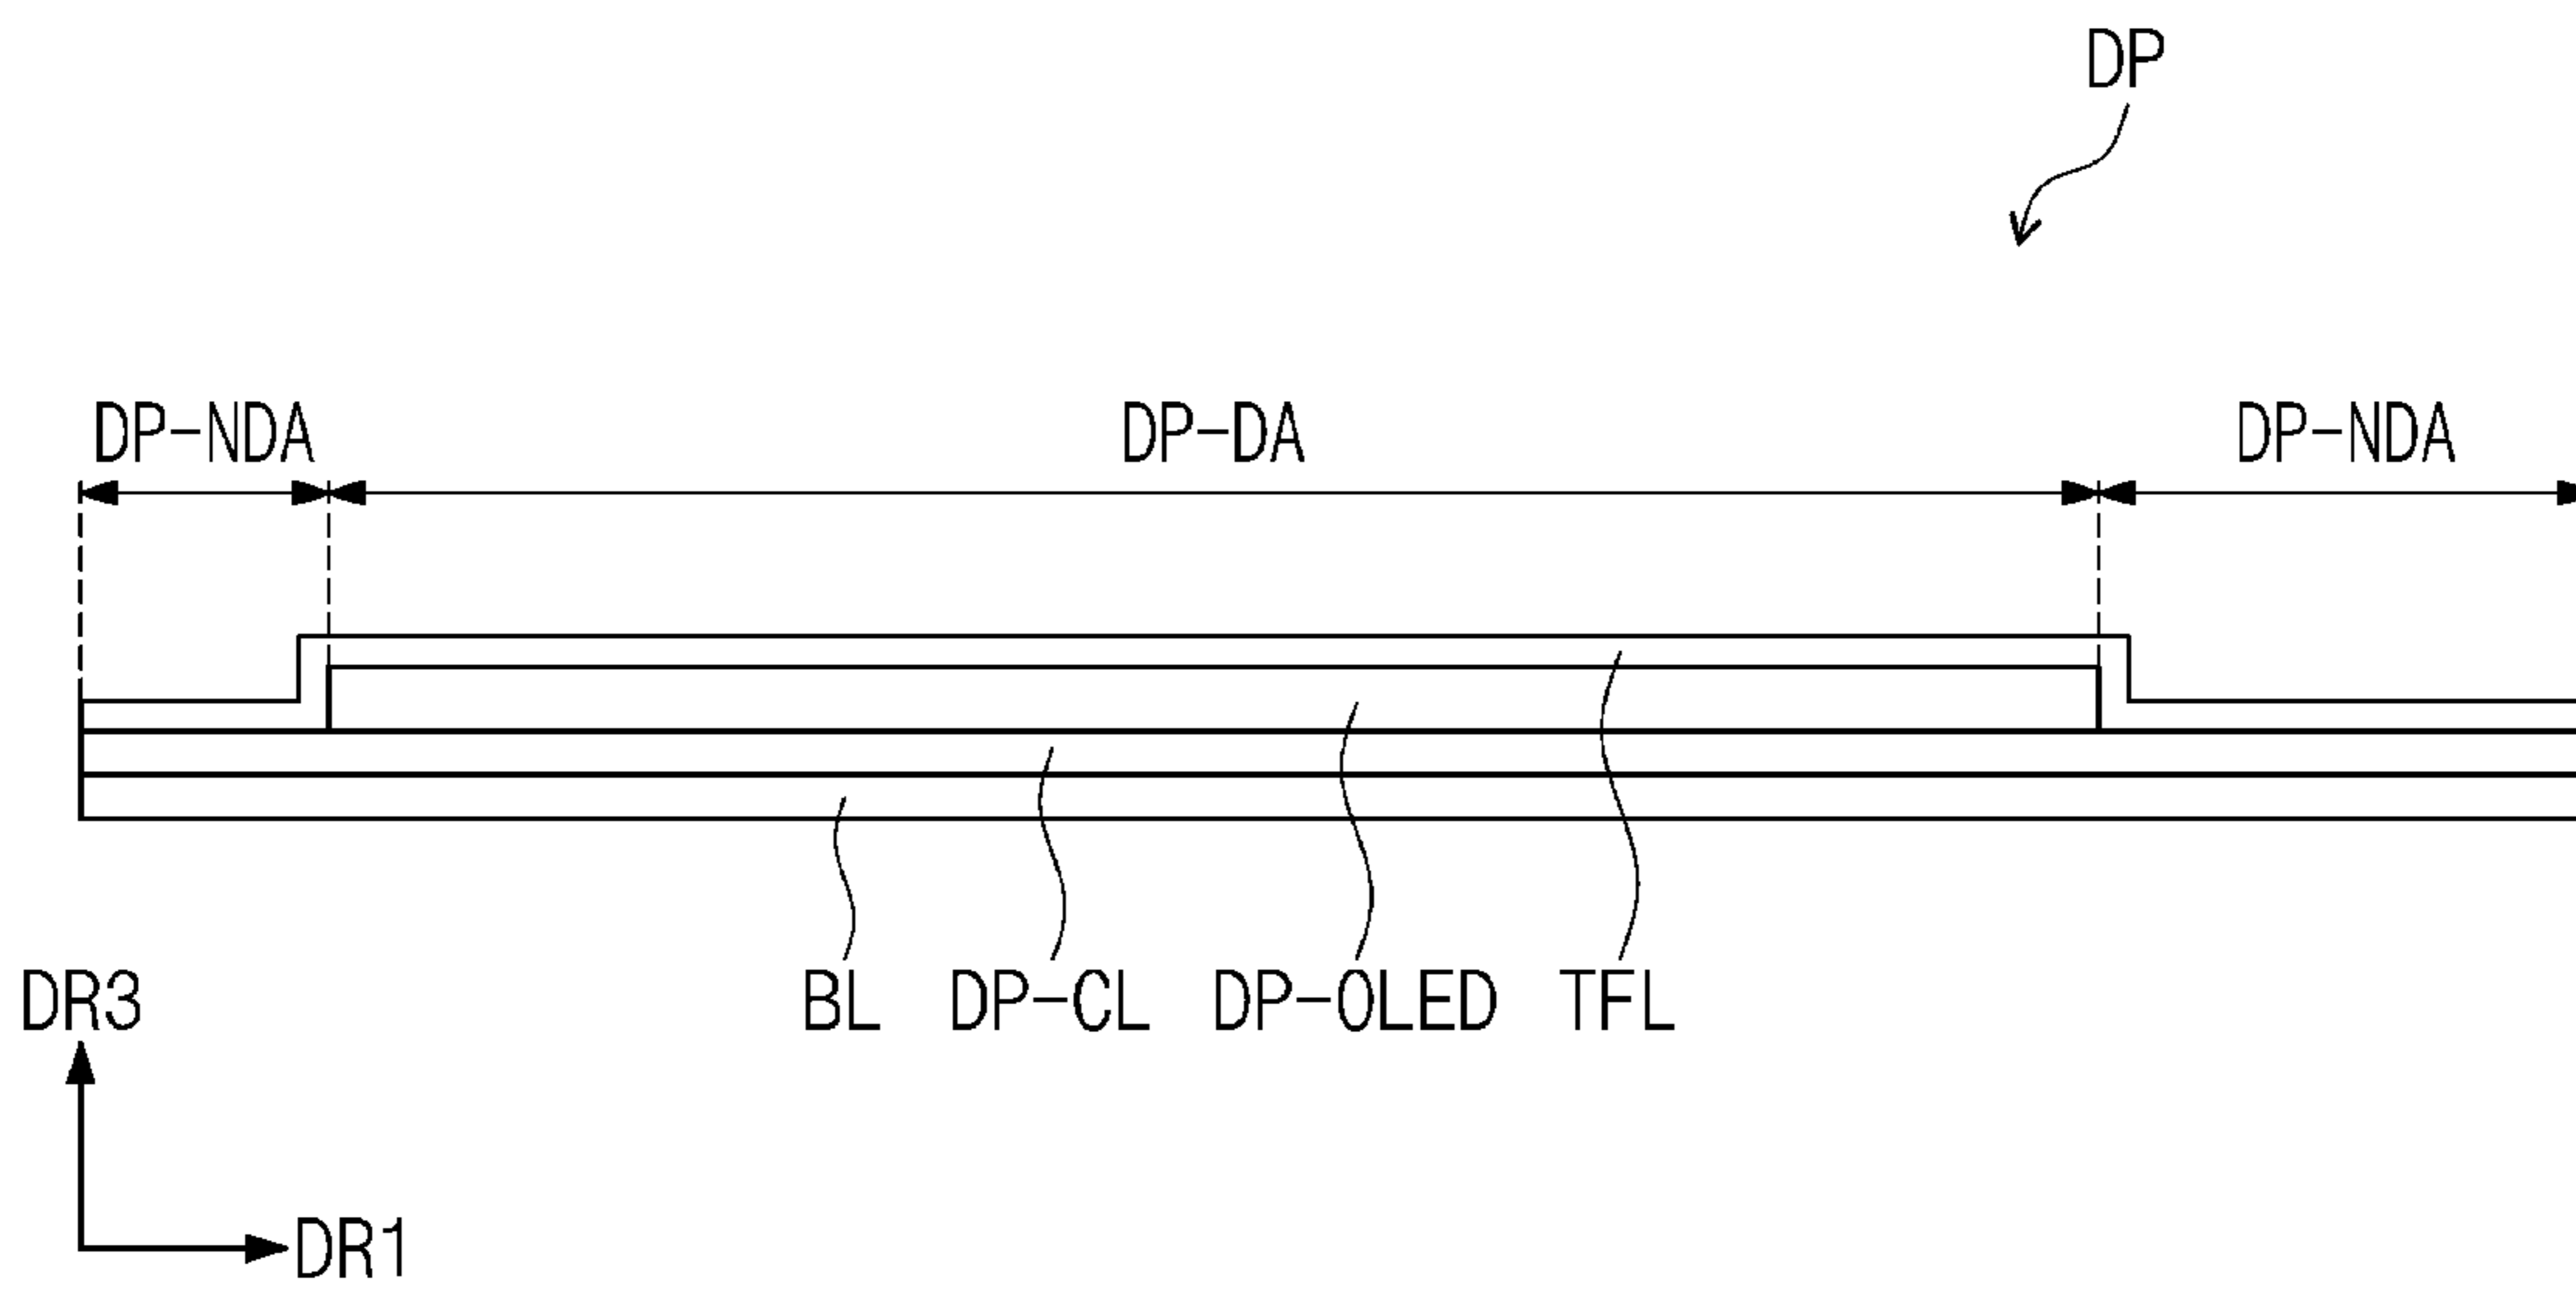 DP
DP-NDA DP-DA DP-NDA
BL DP-CL DP-OLED TFL
DR3
DR1